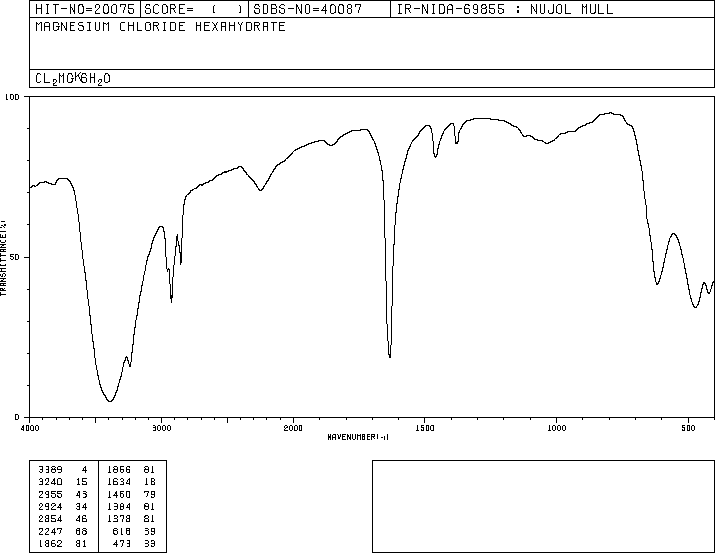 HIT-NO=20075 SCORE= ( ) SDBS-NO=40087 IR-NIDA-69855 : NUJOL MULL
MAGNESIUM CHLORIDE HEXAHYDRATE
CL₂MG*6H₂O
100
TRANSMITTANCE(%)
50
0
4000 3000 2000 1500 1000 500
WAVENUMBER(-1)
3389 4 1866 81
3240 15 1634 18
2955 43 1460 79
2924 34 1384 81
2854 46 1378 81
2247 68 618 39
1862 81 473 33